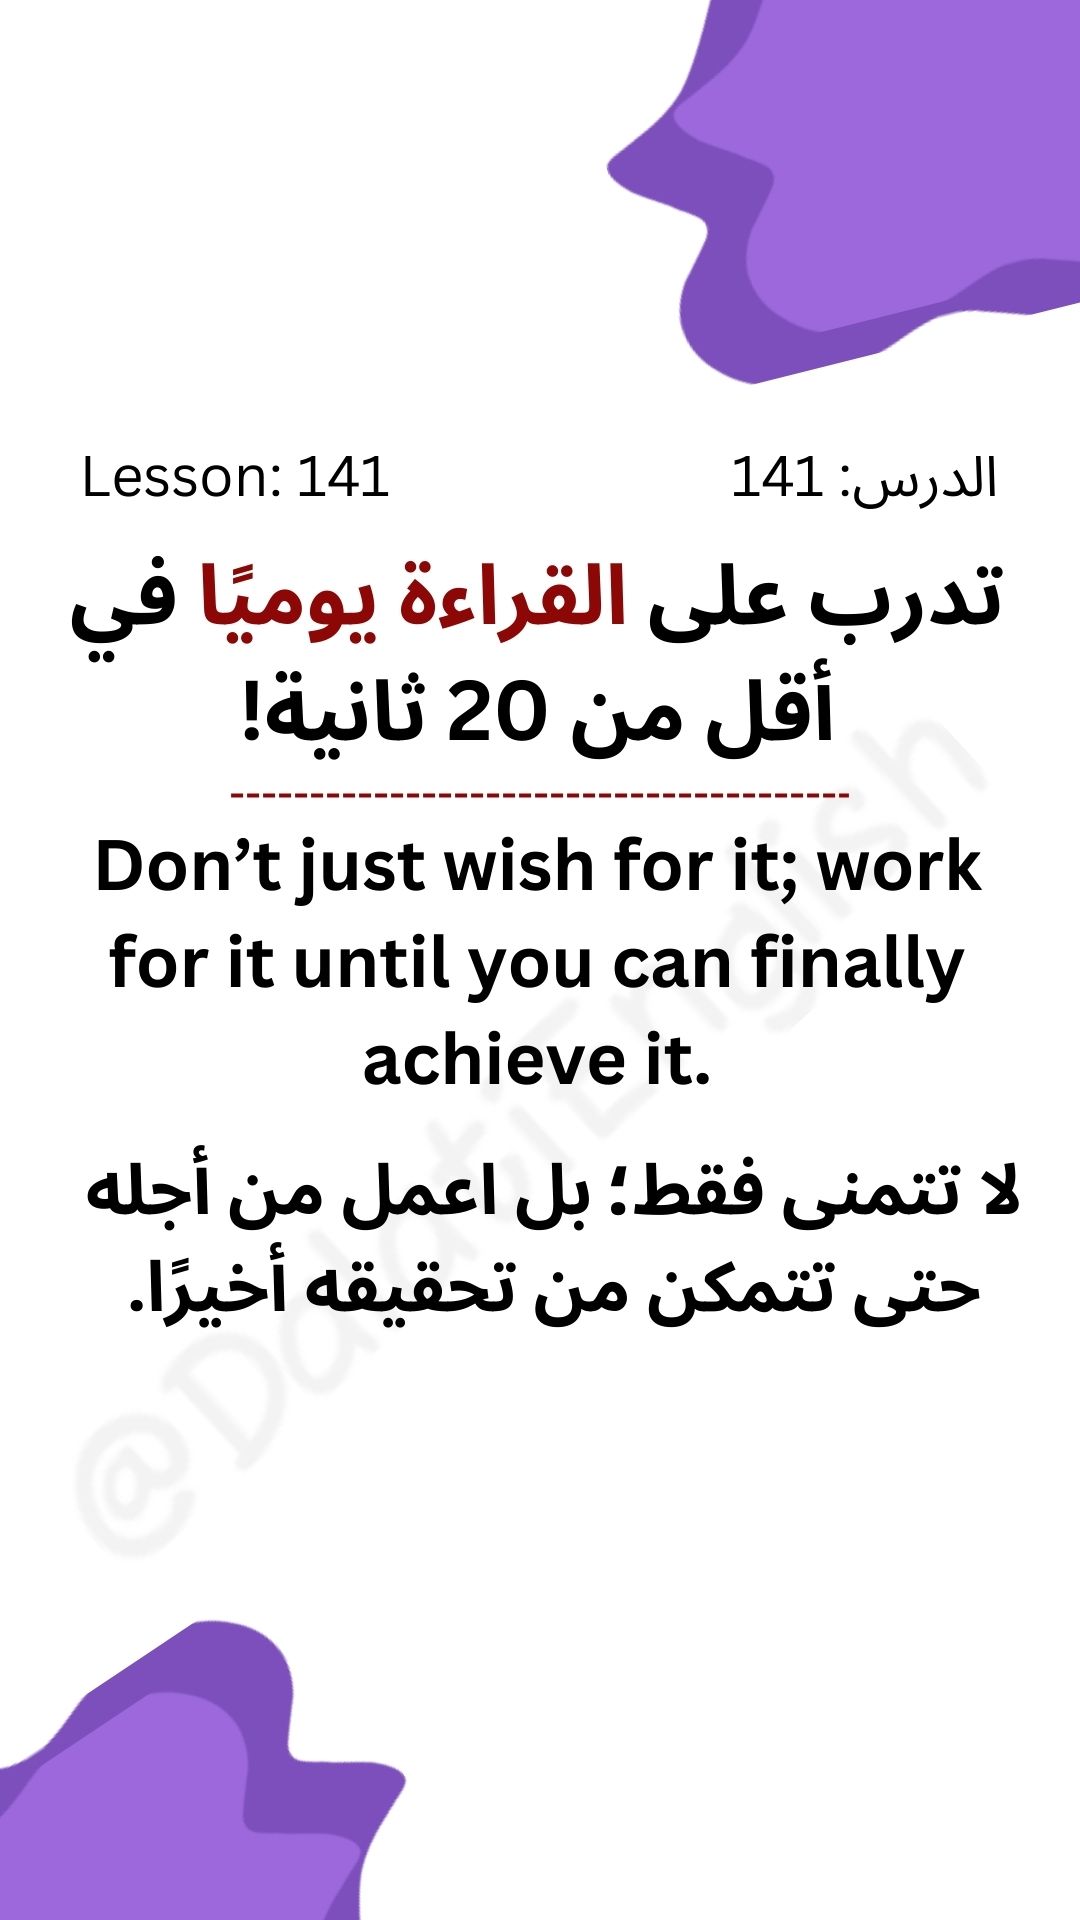 Lesson: 141
الدرس: 141
تدرب على القراءة يوميًا في
أقل من 20 ثانية!
--------------------------------------
Don’t just wish for it; work
for it until you can finally
achieve it.
لا تتمنى فقط؛ بل اعمل من أجله
حتى تتمكن من تحقيقه أخيرًا.
@DdatiEnglish